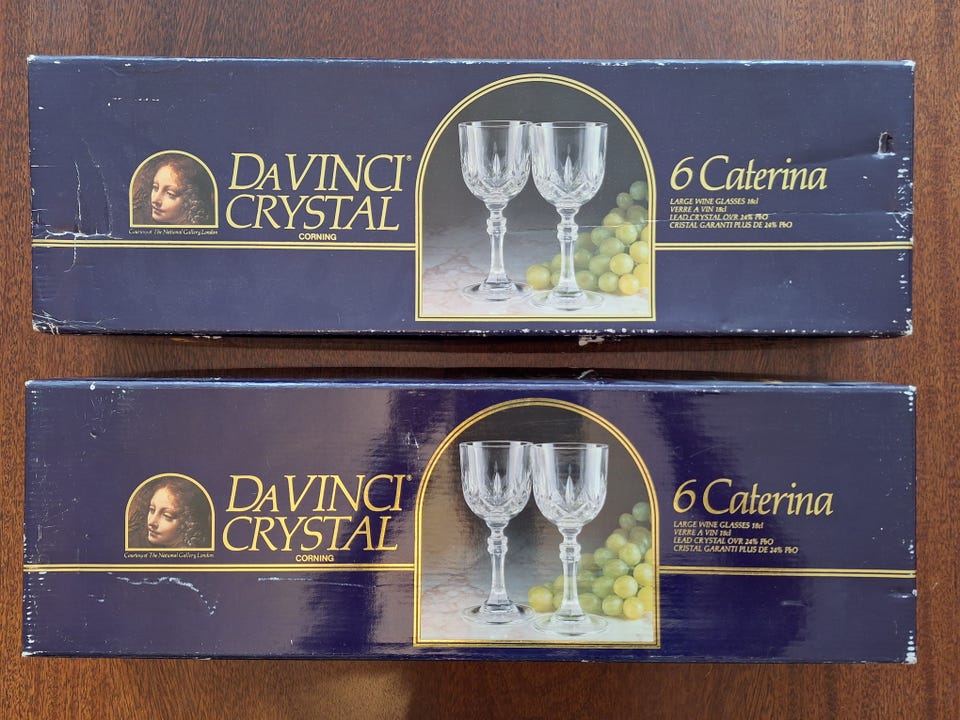 DAVINCI®
CRYSTAL
CORNING
Courtesy of The National Gallery, London
6 Caterina
LARGE WINE GLASSES 18cl
VERRE A VIN 18cl
LEAD CRYSTAL OVR 24% PbO
CRISTAL GARANTI PLUS DE 24% PbO
DAVINCI®
CRYSTAL
CORNING
Courtesy of The National Gallery, London
6 Caterina
LARGE WINE GLASSES 18cl
VERRE A VIN 18cl
LEAD CRYSTAL OVR 24% PbO
CRISTAL GARANTI PLUS DE 24% PbO